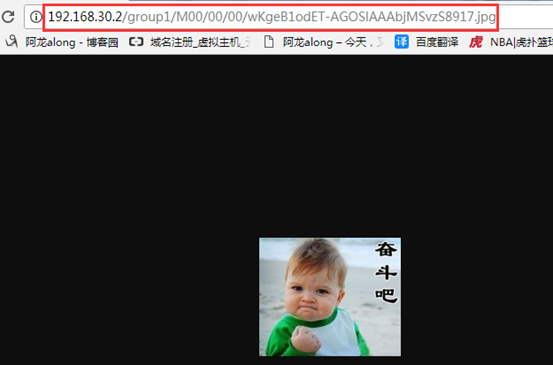 192.168.30.2/group1/M00/00/00/wKgeB1odET-AGOSIAAAbjMSvzS8917.jpg
阿龙along - 博客园 域名注册_虚拟主机_ 阿龙along – 今天, 译 百度翻译 虎 NBA|虎扑篮球
奋
斗
吧